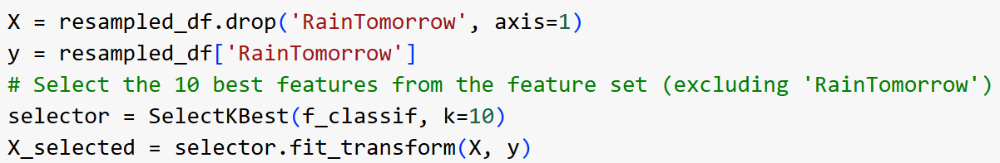 X = resampled_df.drop('RainTomorrow', axis=1)
y = resampled_df['RainTomorrow']
# Select the 10 best features from the feature set (excluding 'RainTomorrow')
selector = SelectKBest(f_classif, k=10)
X_selected = selector.fit_transform(X, y)